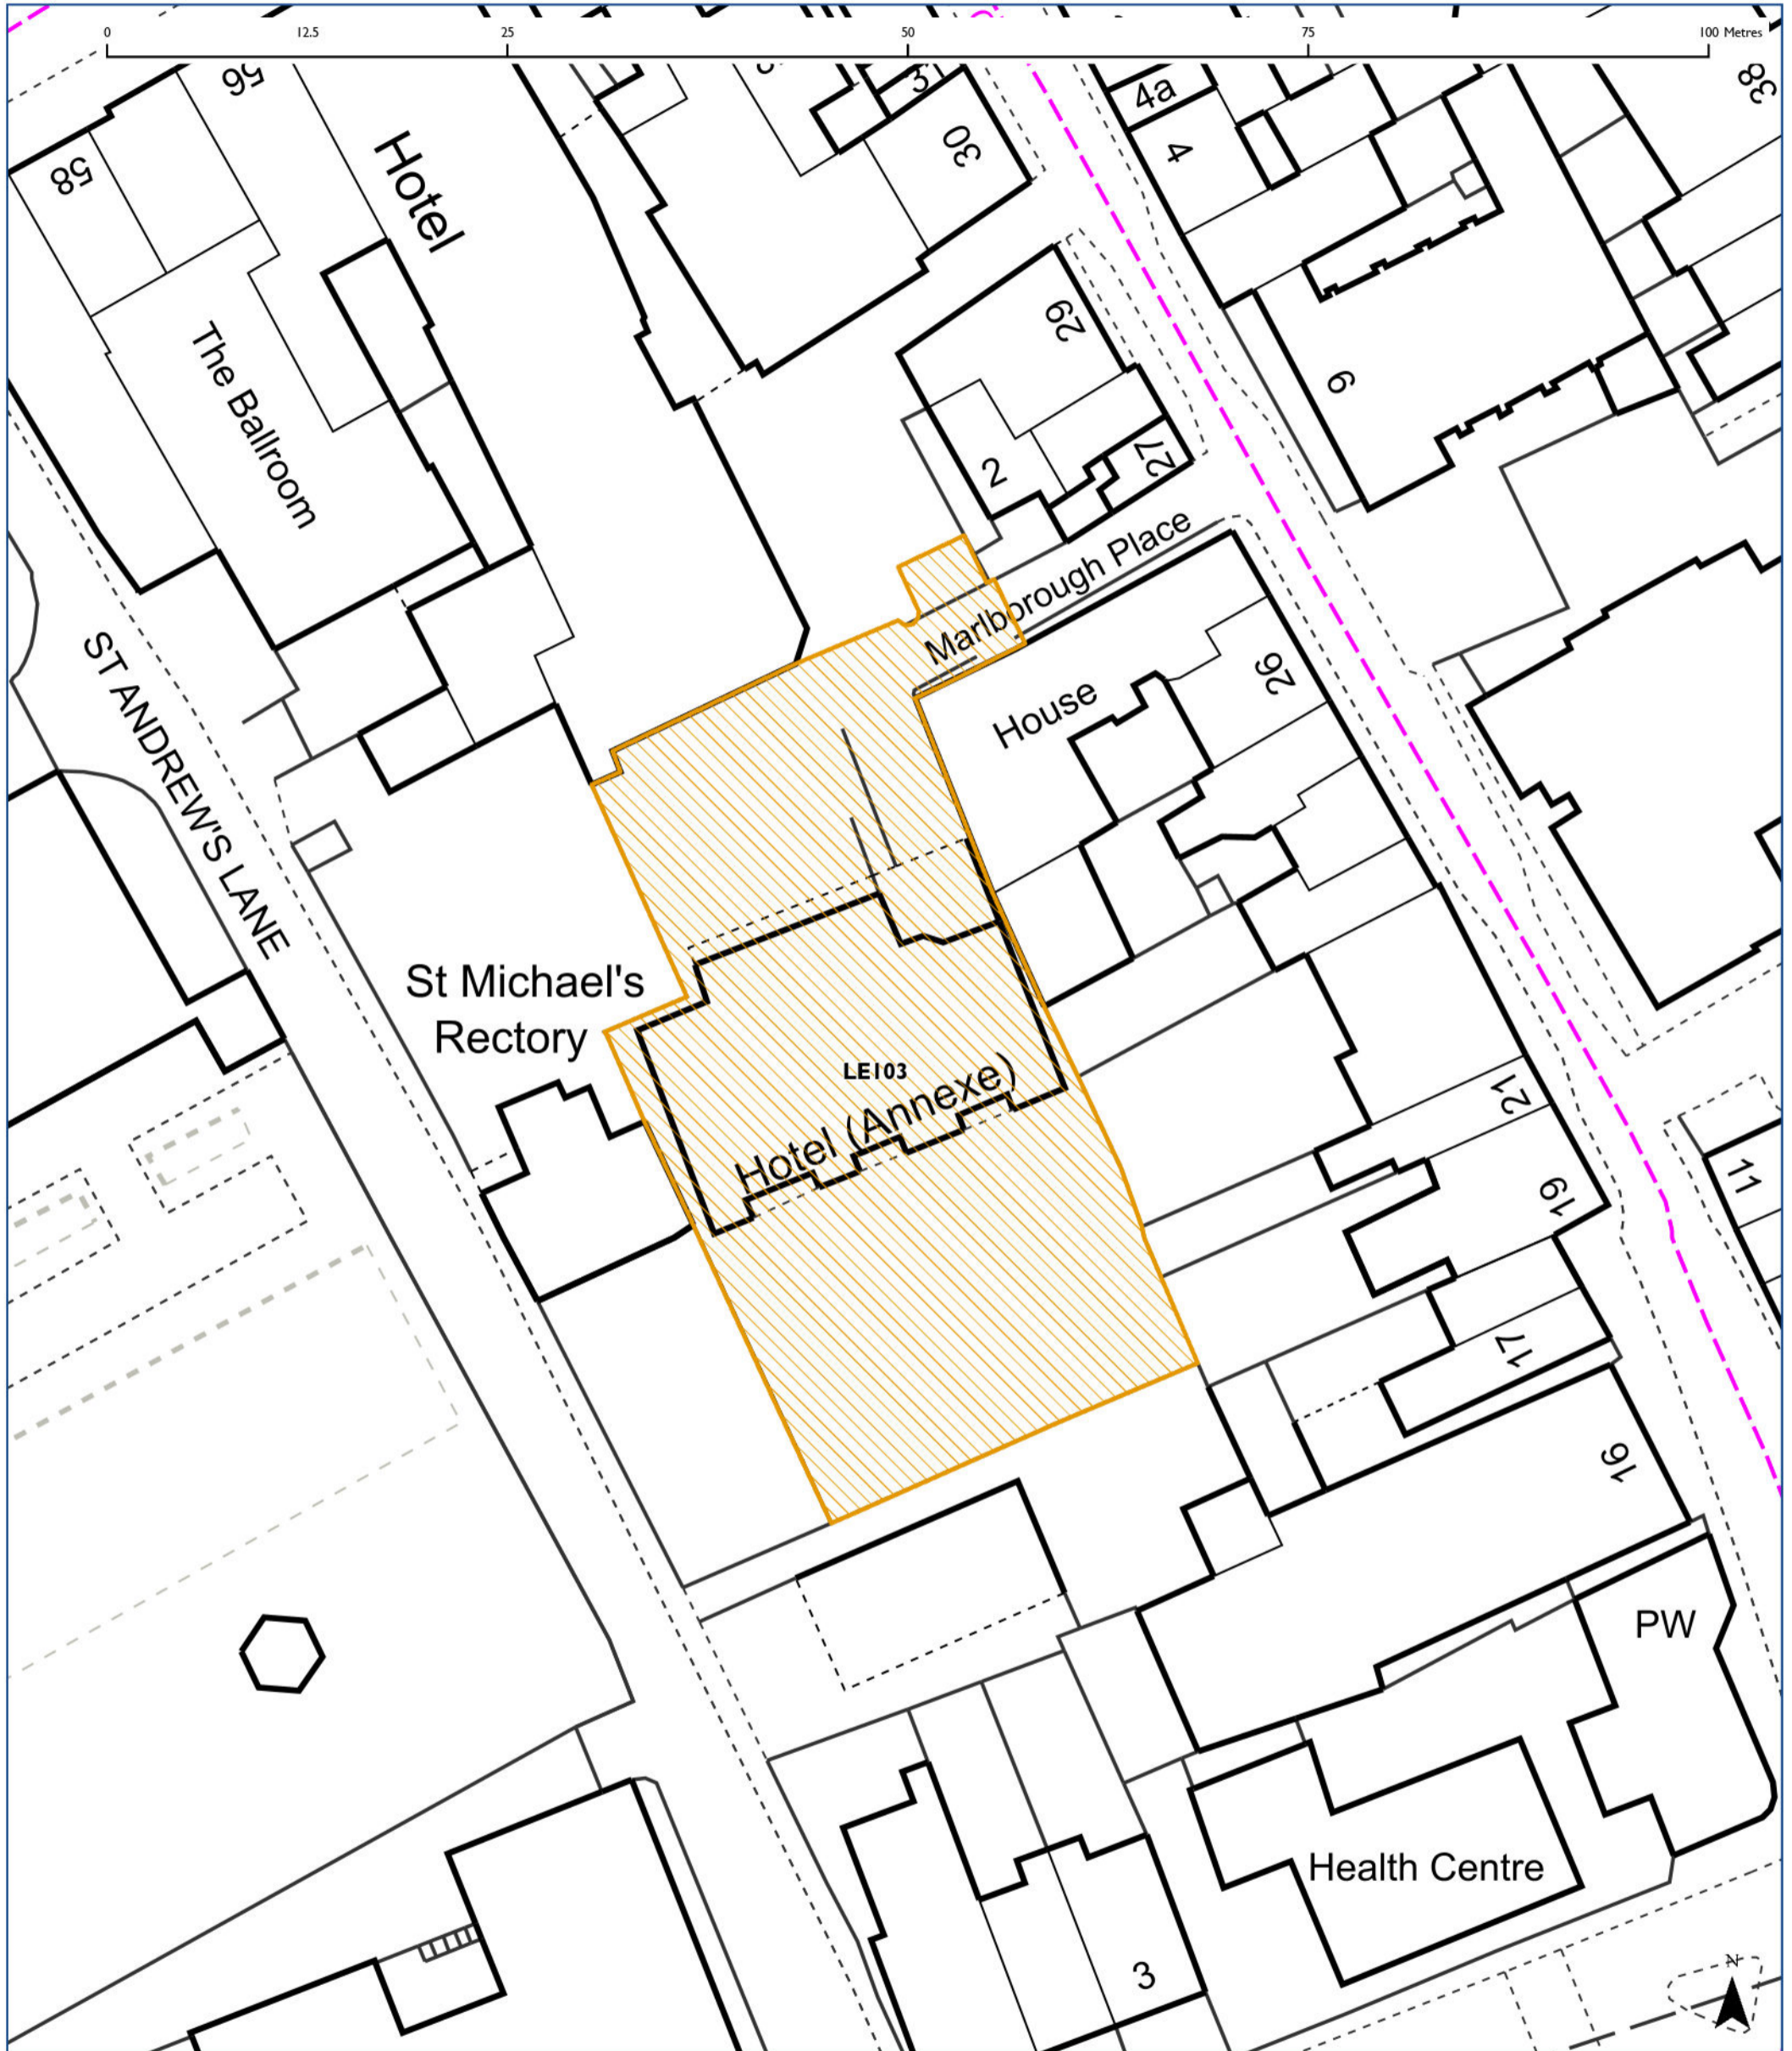 0 12.5 25 50 75 100 Metres
56
58
Hotel
3
30
4a
4
38
The Ballroom
29
9
2
27
Marlborough Place
House
26
ST ANDREW'S LANE
St Michael's
Rectory
LE103
Hotel (Annexe)
21
19
11
17
16
PW
Health Centre
3
N